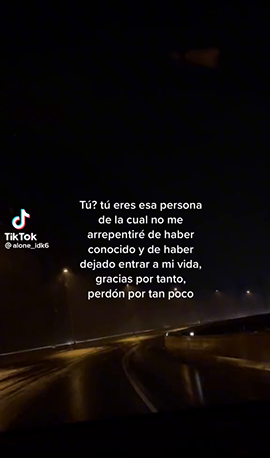 Tú? tú eres esa persona
de la cual no me
arrepentiré de haber
conocido y de haber
dejado entrar a mi vida,
gracias por tanto,
perdón por tan poco
TikTok
@alone_idk6